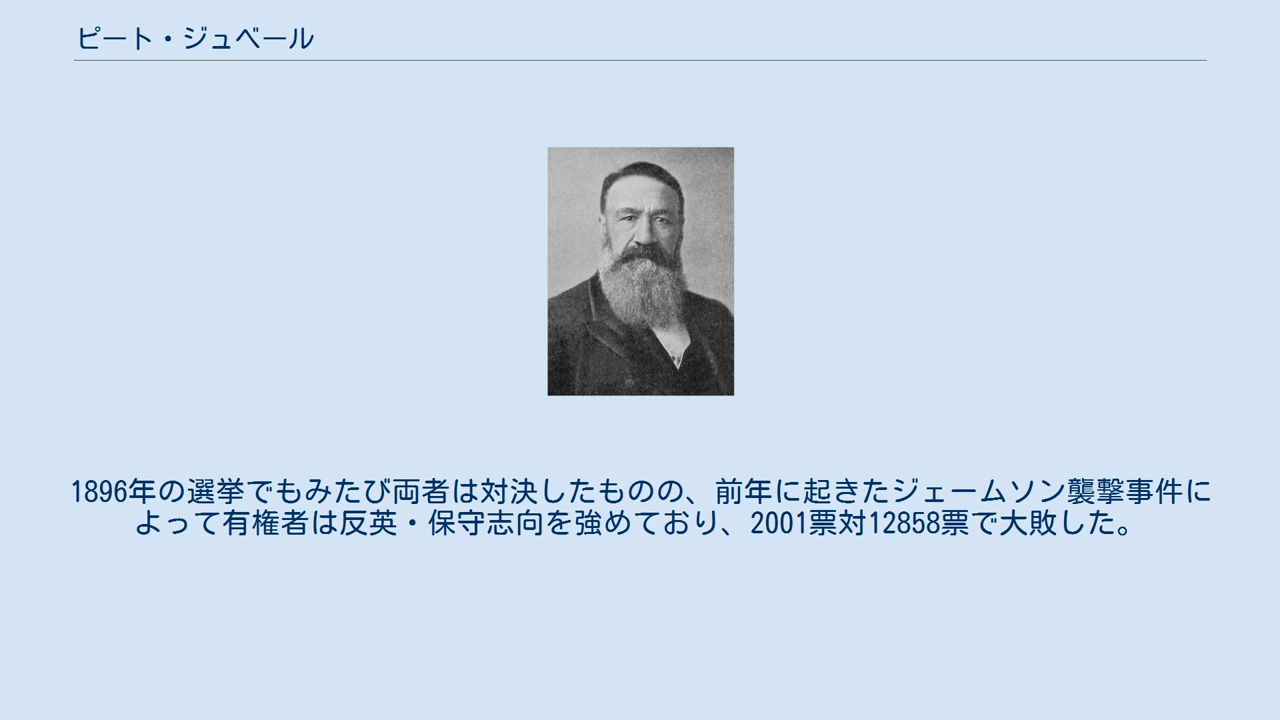 ピート・ジュベール
1896年の選挙でもみたび両者は対決したものの、前年に起きたジェームソン襲撃事件に
よって有権者は反英・保守志向を強めており、2001票対12858票で大敗した。